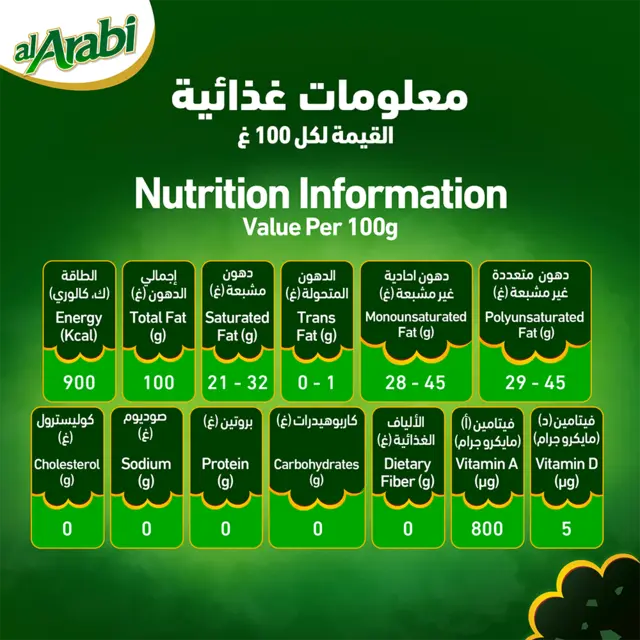 al Arabi
معلومات غذائية
القيمة لكل 100 غ
Nutrition Information
Value Per 100g
الطاقة
(ك، كالوري)
Energy
(Kcal)
900
إجمالي
الدهون (غ)
Total Fat
(g)
100
دهون
مشبعة (غ)
Saturated
Fat (g)
21 - 32
الدهون
المتحولة (غ)
Trans
Fat (g)
0 - 1
دهون احادية
غير مشبعة (غ)
Monounsaturated
Fat (g)
28 - 45
دهون متعددة
غير مشبعة (غ)
Polyunsaturated
Fat (g)
29 - 45
كوليسترول
(غ)
Cholesterol
(g)
0
صوديوم
(غ)
Sodium
(g)
0
بروتين (غ)
Protein
(g)
0
كاربوهيدرات (غ)
Carbohydrates
(g)
0
الألياف
الغذائية (غ)
Dietary
Fiber (g)
0
فيتامين (أ)
(مايكرو جرام)
Vitamin A
(µg)
800
فيتامين (د)
(مايكرو جرام)
Vitamin D
(µg)
5